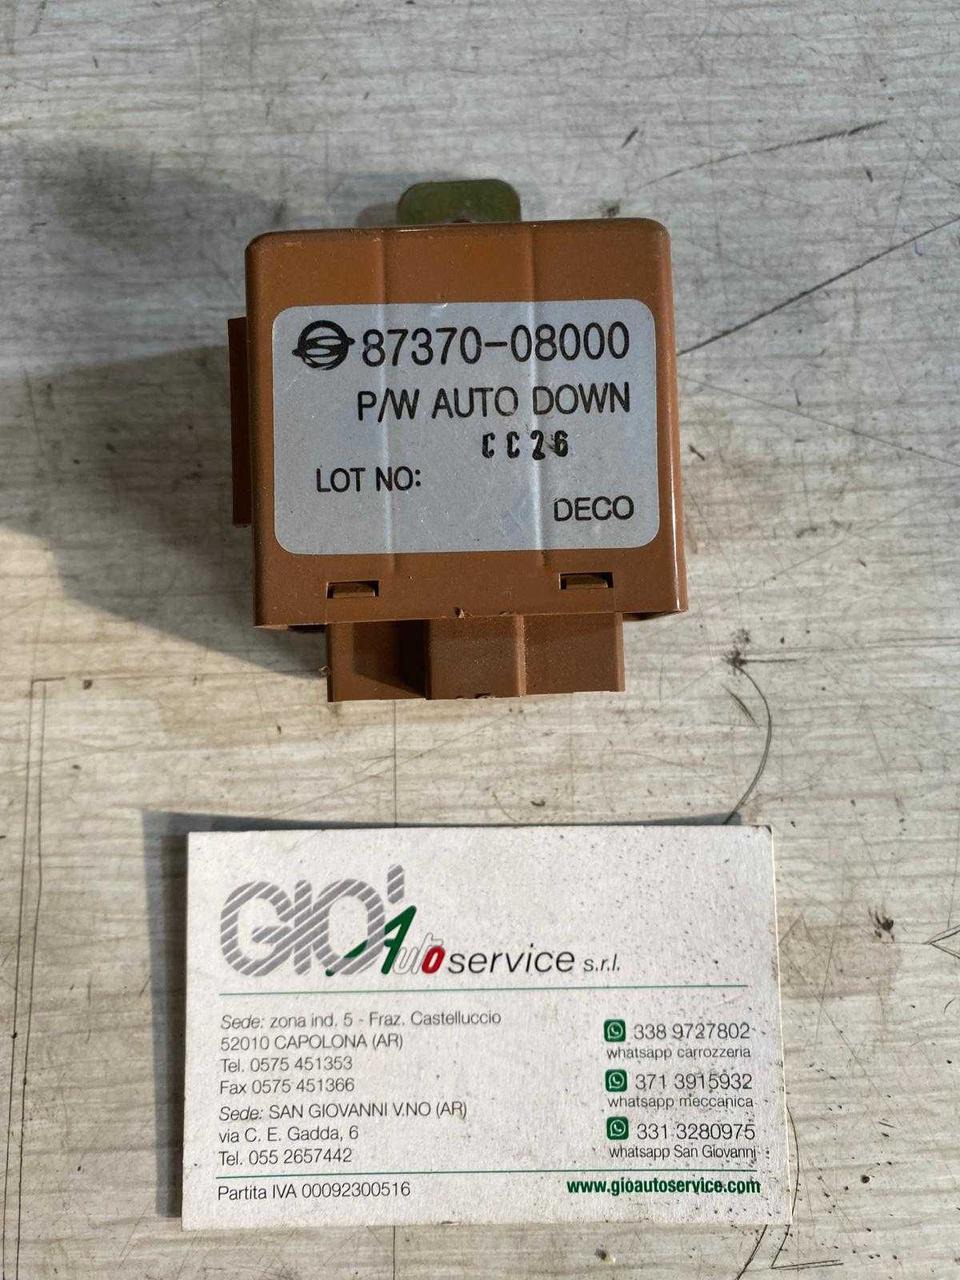 87370-08000
P/W AUTO DOWN
CC26
LOT NO:
DECO
GIO' Auto service s.r.l.
Sede: zona ind. 5 - Fraz. Castelluccio
52010 CAPOLONA (AR)
Tel. 0575 451353
Fax 0575 451366
Sede: SAN GIOVANNI V.NO (AR)
via C. E. Gadda, 6
Tel. 055 2657442
338 9727802
whatsapp carrozzeria
371 3915932
whatsapp meccanica
331 3280975
whatsapp San Giovanni
Partita IVA 00092300516
www.gioautoservice.com